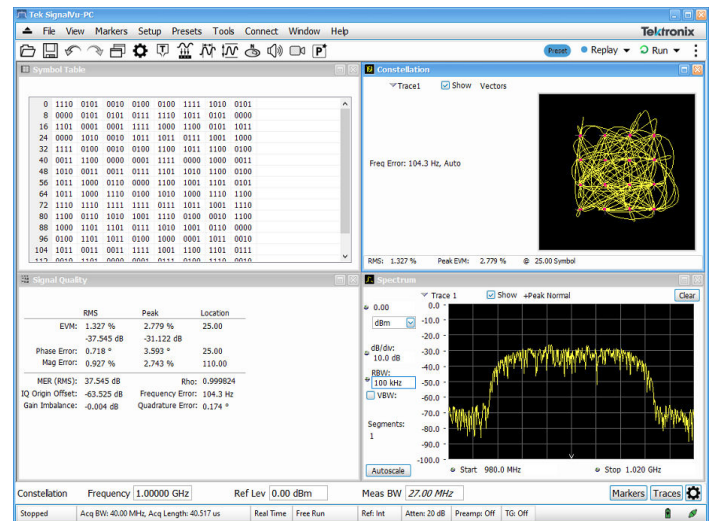 Tek SignalVu-PC
File View Markers Setup Presets Tools Connect Window Help
Tektronix
Preset Replay Run
Symbol Table
0 1110 0101 0010 0100 0100 1111 1010 0101
8 0000 0101 0101 0111 1110 1011 0101 0000
16 1101 0001 0001 1111 1000 1100 0101 1011
24 0000 1010 0010 1011 1011 0111 1001 1000
32 1111 0100 0010 0100 1100 1110 1001 1011
40 0011 1100 0000 0001 1111 0000 1000 0011
48 1010 0011 0011 0111 1101 1010 1100 0100
56 1011 1000 0110 0000 1100 1001 1101 0101
64 1011 1000 1110 0100 1010 1000 1110 1100
72 1110 1110 1111 1111 0111 1011 1001 1110
80 1100 0110 1010 1001 1110 0100 0010 1100
88 1000 1101 1101 0110 1010 1001 0110 0000
96 0100 1101 1011 0100 1000 0001 1011 0010
104 1011 0011 0011 1111 1001 1100 1101 0111
Constellation
Trace1 Show Vectors
Freq Error: 104.3 Hz, Auto
RMS: 1.327 % Peak EVM: 2.779 % @ 25.00 Symbol
Signal Quality
RMS Peak Location
EVM: 1.327 % 2.779 % 25.00
-37.545 dB -31.122 dB
Phase Error: 0.718 ° 3.593 ° 25.00
Mag Error: 0.927 % 2.743 % 110.00
MER (RMS): 37.545 dB Rho: 0.999824
IQ Origin Offset: -63.525 dB Frequency Error: 104.3 Hz
Gain Imbalance: -0.004 dB Quadrature Error: 0.174 °
Spectrum
Trace 1 Show +Peak Normal Clear
0.00
dBm
dB/div:
10.0 dB
RBW:
100 kHz
VBW:
Segments:
1
Autoscale
0.0
-10.0
-20.0
-30.0
-40.0
-50.0
-60.0
-70.0
-80.0
-90.0
-100.0
Start 980.0 MHz Stop 1.020 GHz
Constellation Frequency 1.00000 GHz Ref Lev 0.00 dBm Meas BW 27.00 MHz Markers Traces
Stopped Acq BW: 40.00 MHz, Acq Length: 40.517 us Real Time Free Run Ref: Int Atten: 20 dB Preamp: Off TG: Off